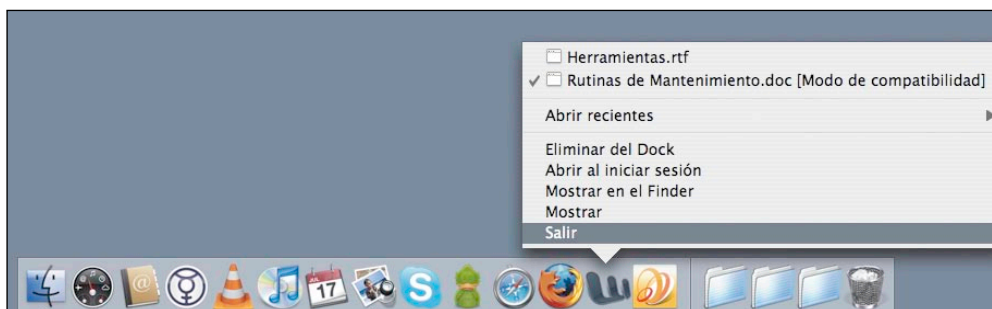 Herramientas.rtf
Rutinas de Mantenimiento.doc [Modo de compatibilidad]
Abrir recientes
Eliminar del Dock
Abrir al iniciar sesión
Mostrar en el Finder
Mostrar
Salir
17